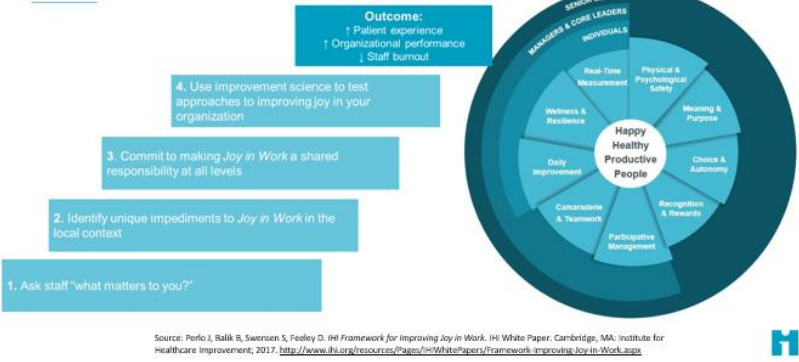 Outcome:
↑ Patient experience
↑ Organizational performance
↓ Staff burnout
4. Use improvement science to test
approaches to improving joy in your
organization
3. Commit to making Joy in Work a shared
responsibility at all levels
2. Identify unique impediments to Joy in Work in the
local context
1. Ask staff "what matters to you?"
SENIOR
MANAGERS & CORE LEADERS
INDIVIDUALS
Real-Time
Measurement
Physical &
Psychological
Safety
Wellness &
Resilience
Meaning &
Purpose
Happy
Healthy
Productive
People
Daily
Improvement
Choice &
Autonomy
Camaraderie
& Teamwork
Recognition
& Rewards
Participative
Management
Source: Perlo J, Balik B, Swensen S, Feeley D. IHI Framework for Improving Joy in Work. IHI White Paper. Cambridge, MA: Institute for
Healthcare Improvement; 2017. http://www.ihi.org/resources/Pages/IHIWhitePapers/Framework-Improving-Joy-in-Work.aspx